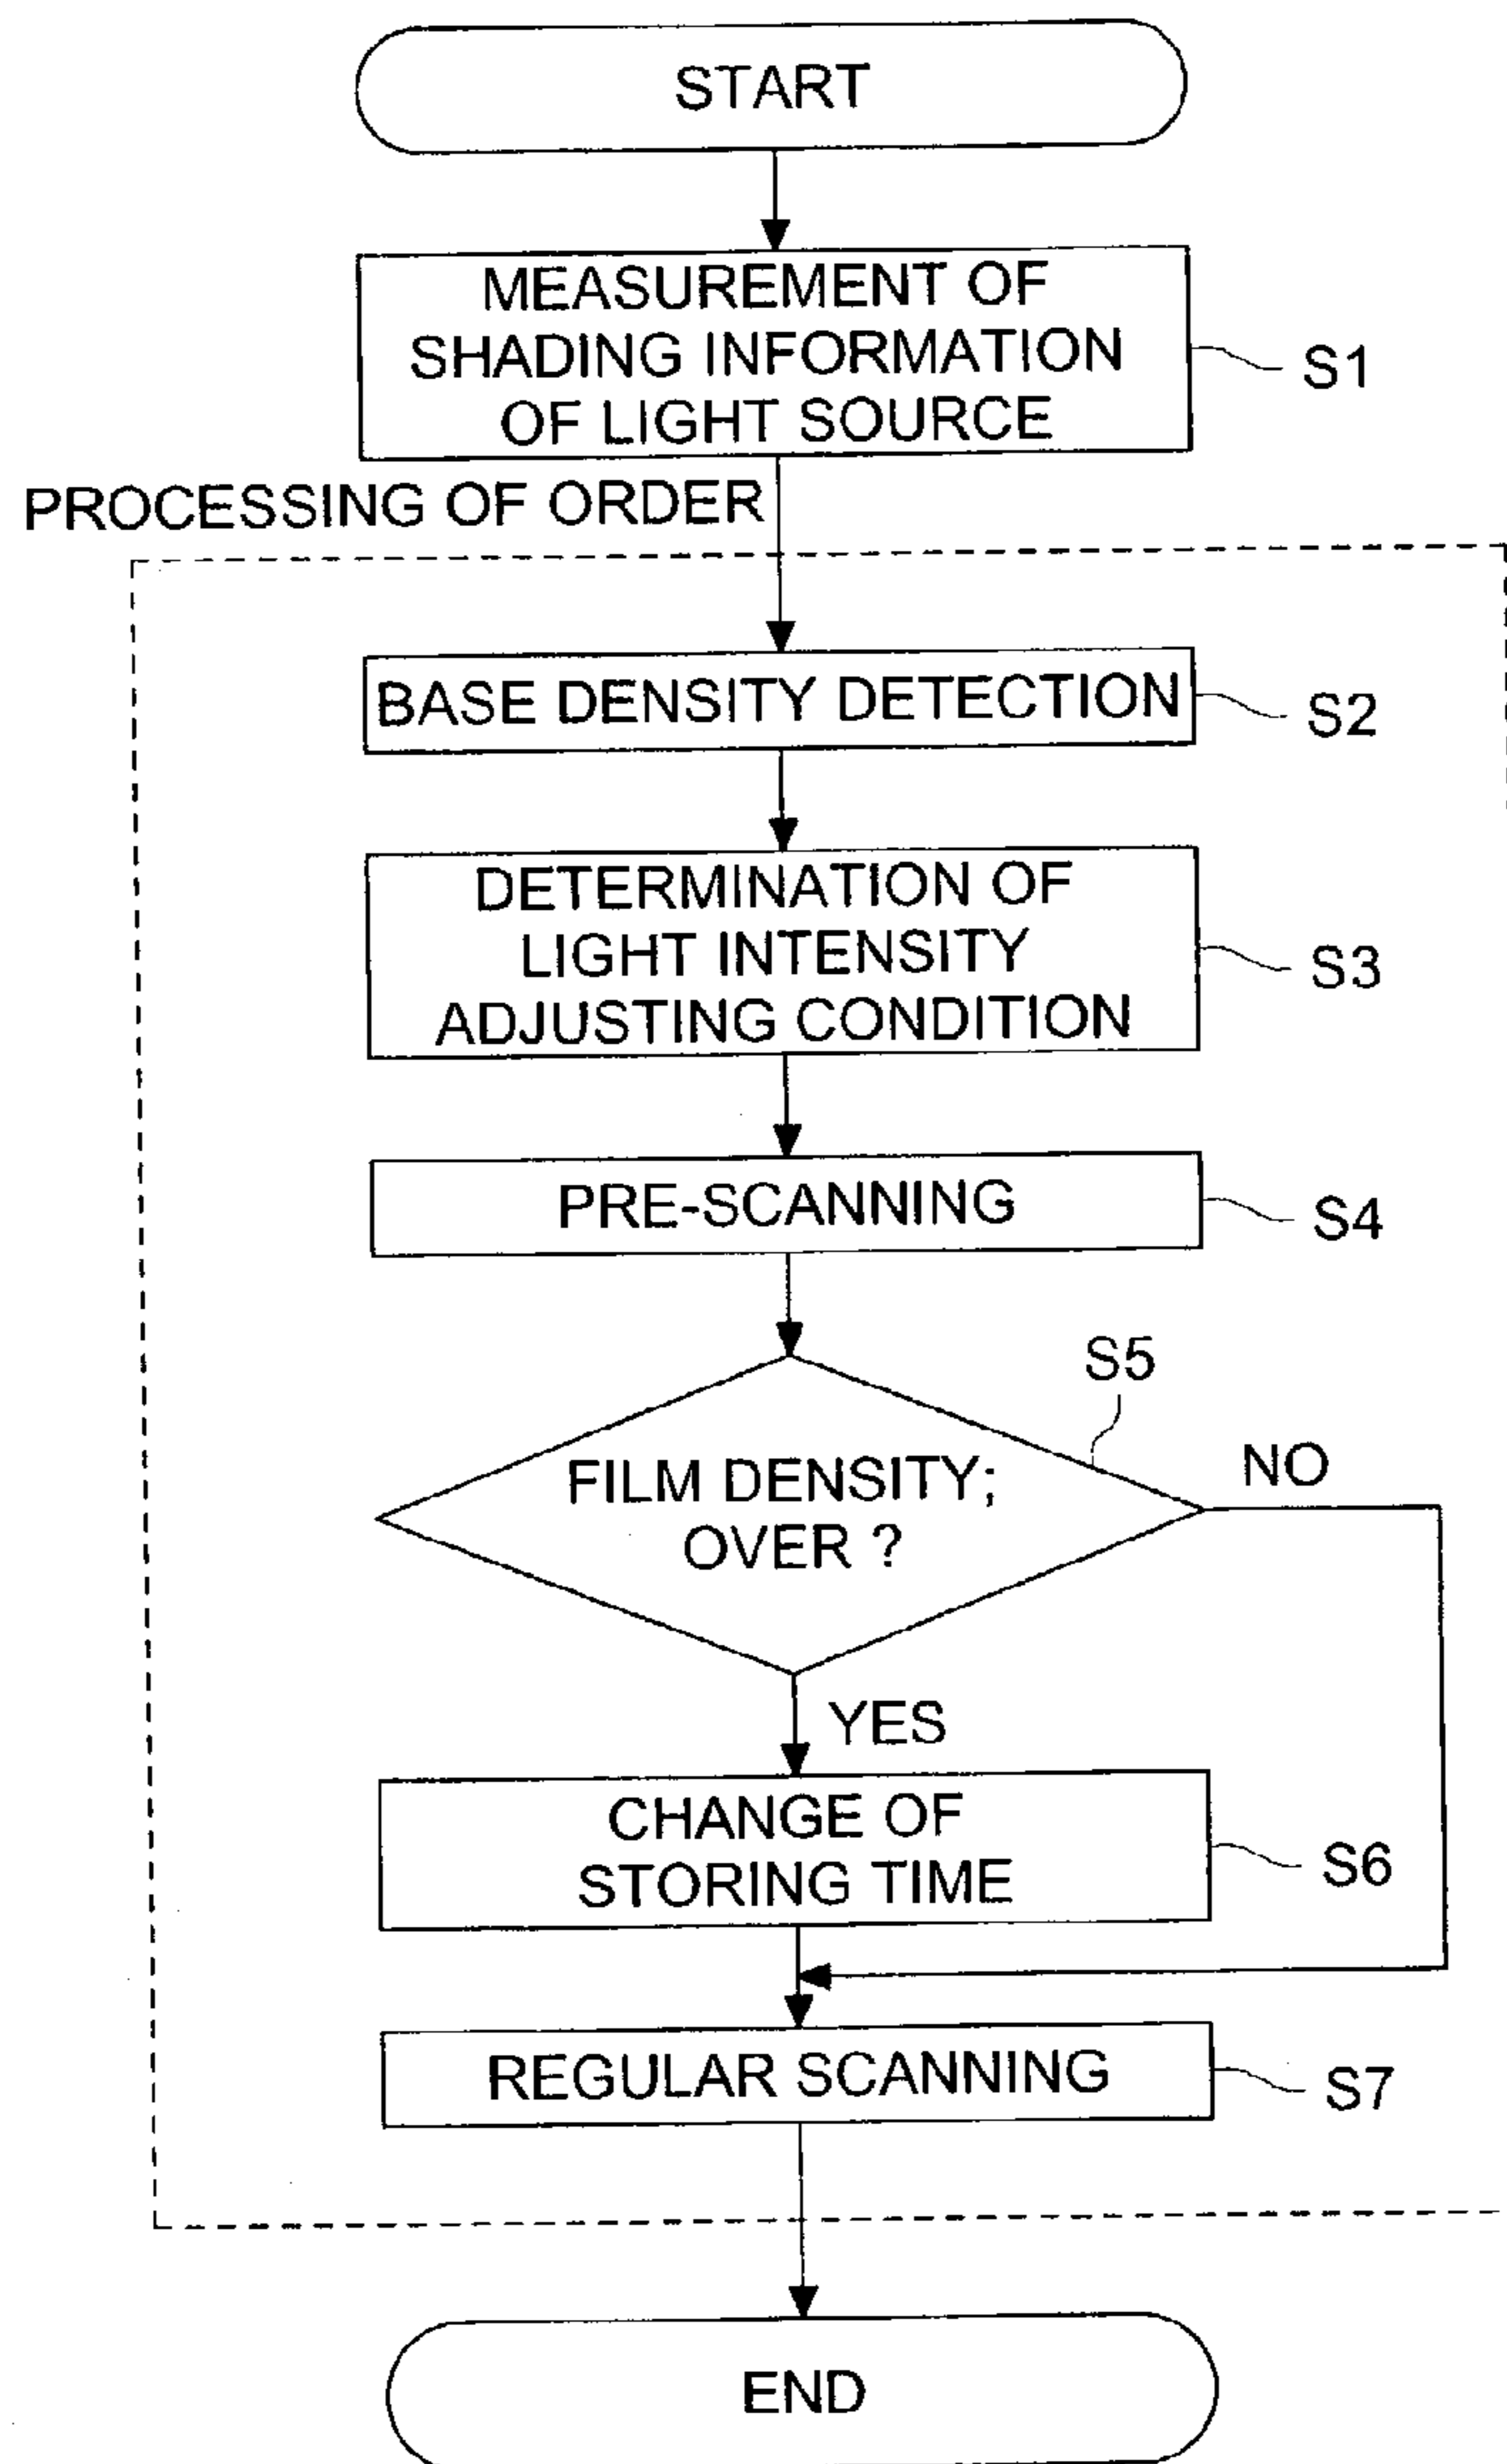 START
MEASUREMENT OF
SHADING INFORMATION
OF LIGHT SOURCE
S1
PROCESSING OF ORDER
BASE DENSITY DETECTION
S2
DETERMINATION OF
LIGHT INTENSITY
ADJUSTING CONDITION
S3
PRE-SCANNING
S4
S5
FILM DENSITY;
OVER ?
NO
YES
CHANGE OF
STORING TIME
S6
REGULAR SCANNING
S7
END